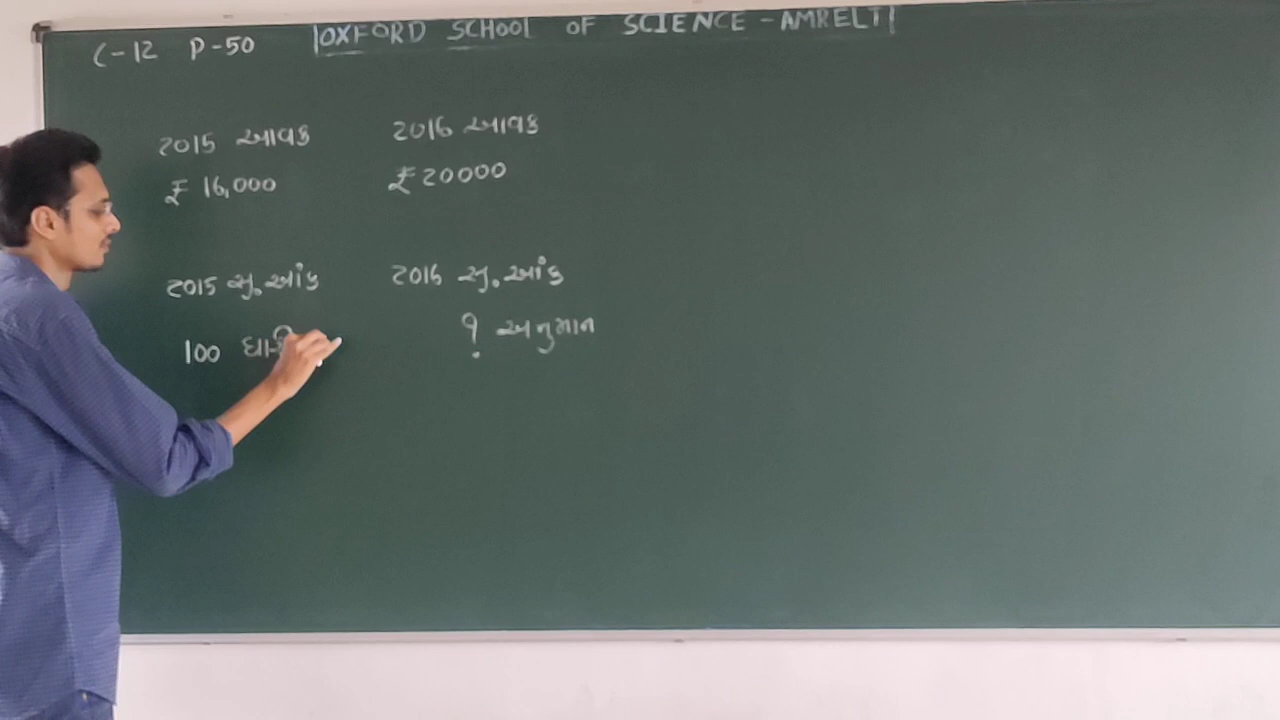 C-12 P-50 OXFORD SCHOOL OF SCIENCE - AMRELI
2015 આવક 2016 આવક
₹ 16,000 ₹ 20000
2015 સૂ.આંક 2016 સૂ.આંક
100 ? અનુમાન